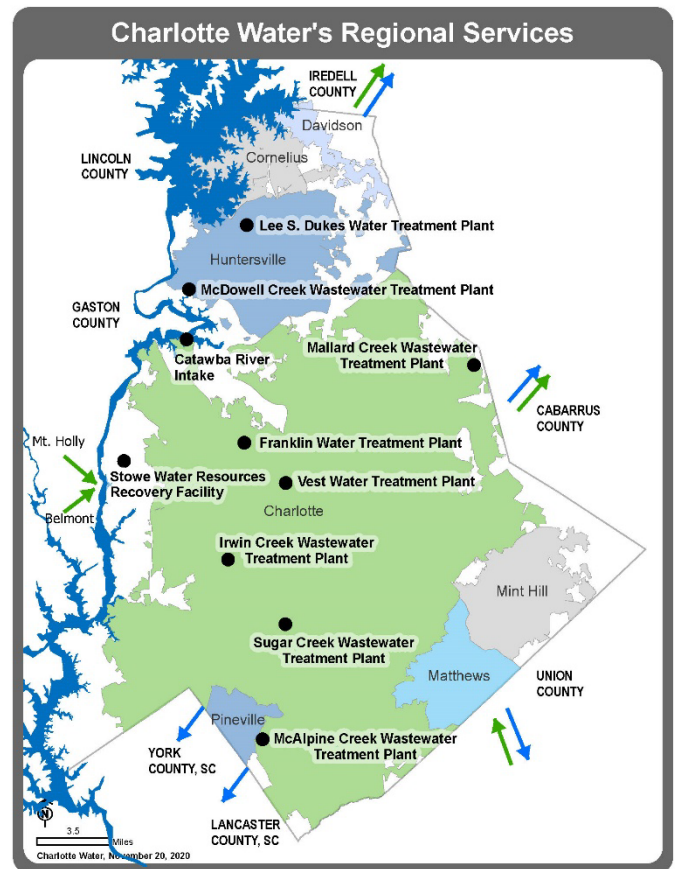 Charlotte Water's Regional Services
IREDELL
COUNTY
Davidson
LINCOLN
COUNTY
Cornelius
Lee S. Dukes Water Treatment Plant
Huntersville
McDowell Creek Wastewater Treatment Plant
GASTON
COUNTY
Catawba River
Intake
Mallard Creek Wastewater
Treatment Plant
CABARRUS
COUNTY
Mt. Holly
Franklin Water Treatment Plant
Stowe Water Resources
Recovery Facility
Vest Water Treatment Plant
Belmont
Charlotte
Irwin Creek Wastewater
Treatment Plant
Mint Hill
Sugar Creek Wastewater
Treatment Plant
Matthews
UNION
COUNTY
Pineville
McAlpine Creek Wastewater
Treatment Plant
YORK
COUNTY, SC
LANCASTER
COUNTY, SC
N
3.5
Miles
Charlotte Water, November 20, 2020